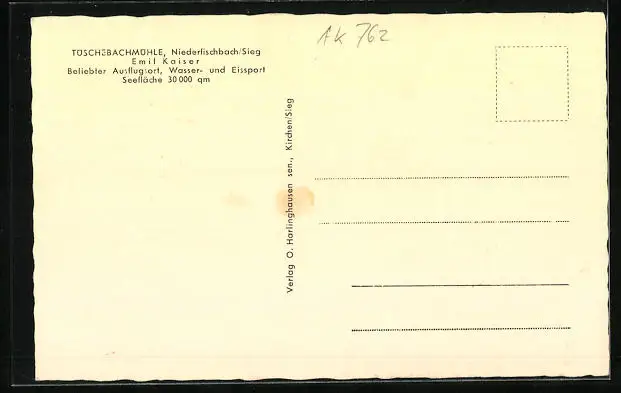 AK 762
TÜSCHEBACHMÜHLE, Niederfischbach/Sieg
Emil Kaiser
Beliebter Ausflugsort, Wasser- und Eissport
Seefläche 30 000 qm
Verlag O. Harlinghausen sen., Kirchen/Sieg